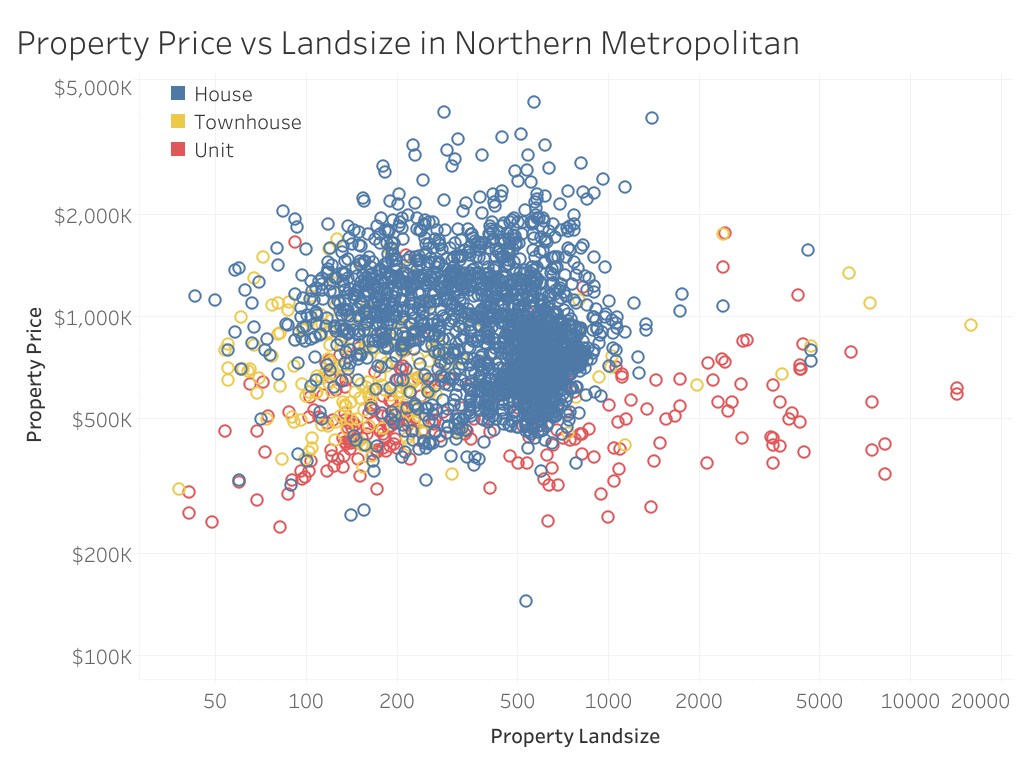 Property Price vs Landsize in Northern Metropolitan
House
Townhouse
Unit
$5,000K
$2,000K
$1,000K
$500K
$200K
$100K
Property Price
50 100 200 500 1000 2000 5000 10000 20000
Property Landsize